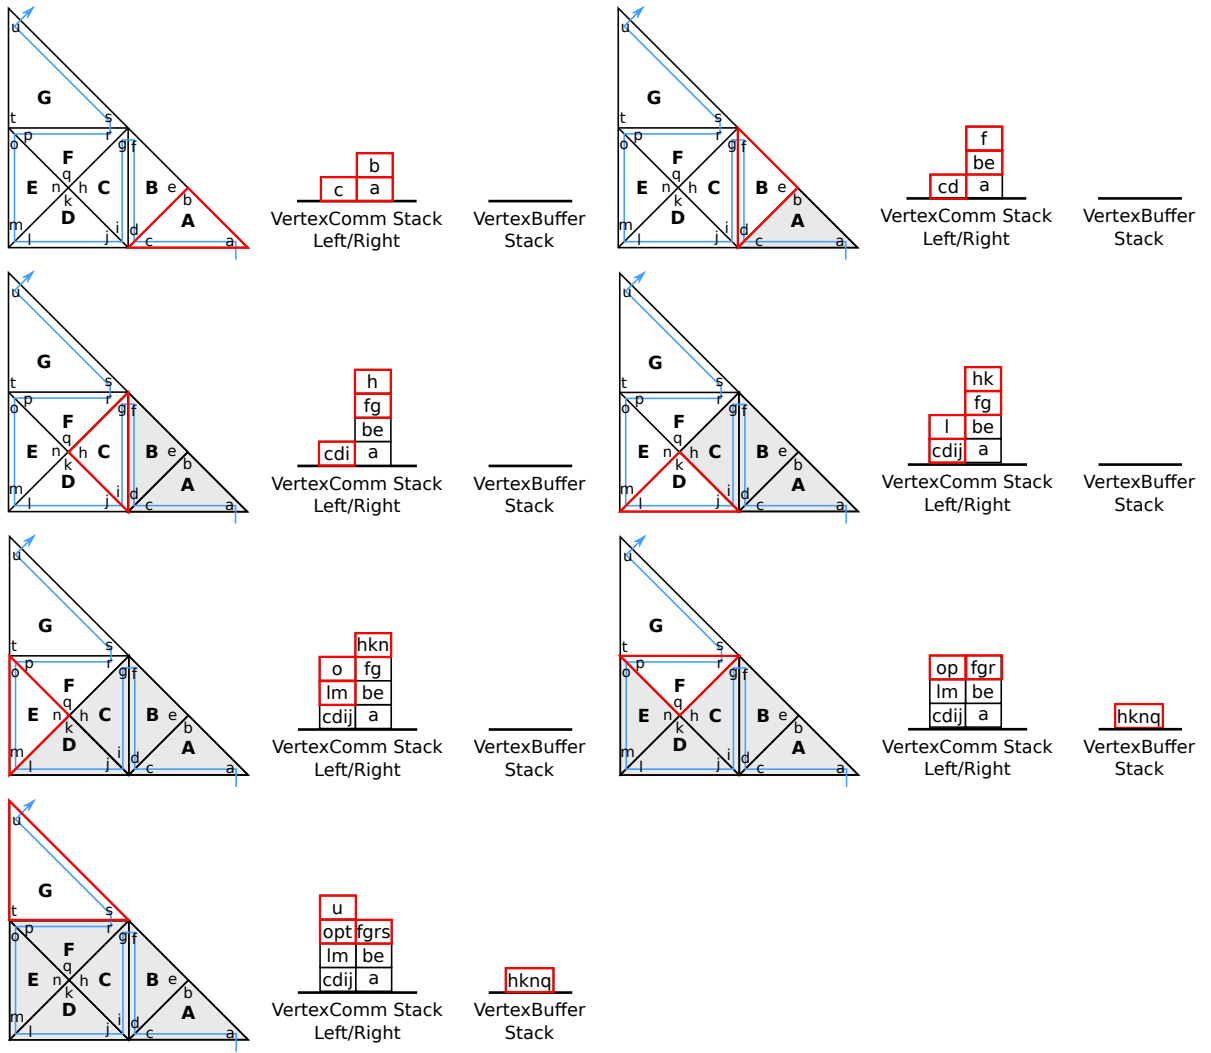 u
G
t
s
o
p
r
g
f
F
q
E
n
h
C
B
e
b
k
D
A
m
l
j
i
d
c
a
b
c
a
VertexComm Stack
Left/Right
VertexBuffer
Stack
u
G
t
s
o
p
r
g
f
F
q
E
n
h
C
B
e
b
k
D
A
m
l
j
i
d
c
a
f
be
cd
a
VertexComm Stack
Left/Right
VertexBuffer
Stack
u
G
t
s
o
p
r
g
f
F
q
E
n
h
C
B
e
b
k
D
A
m
l
j
i
d
c
a
h
fg
be
cdi
a
VertexComm Stack
Left/Right
VertexBuffer
Stack
u
G
t
s
o
p
r
g
f
F
q
E
n
h
C
B
e
b
k
D
A
m
l
j
i
d
c
a
hk
fg
l
be
cdij
a
VertexComm Stack
Left/Right
VertexBuffer
Stack
u
G
t
s
o
p
r
g
f
F
q
E
n
h
C
B
e
b
k
D
A
m
l
j
i
d
c
a
hkn
o
fg
lm
be
cdij
a
VertexComm Stack
Left/Right
VertexBuffer
Stack
u
G
t
s
o
p
r
g
f
F
q
E
n
h
C
B
e
b
k
D
A
m
l
j
i
d
c
a
op
fgr
lm
be
cdij
a
VertexComm Stack
Left/Right
hknq
VertexBuffer
Stack
u
G
t
s
o
p
r
g
f
F
q
E
n
h
C
B
e
b
k
D
A
m
l
j
i
d
c
a
u
opt
fgrs
lm
be
cdij
a
VertexComm Stack
Left/Right
hknq
VertexBuffer
Stack